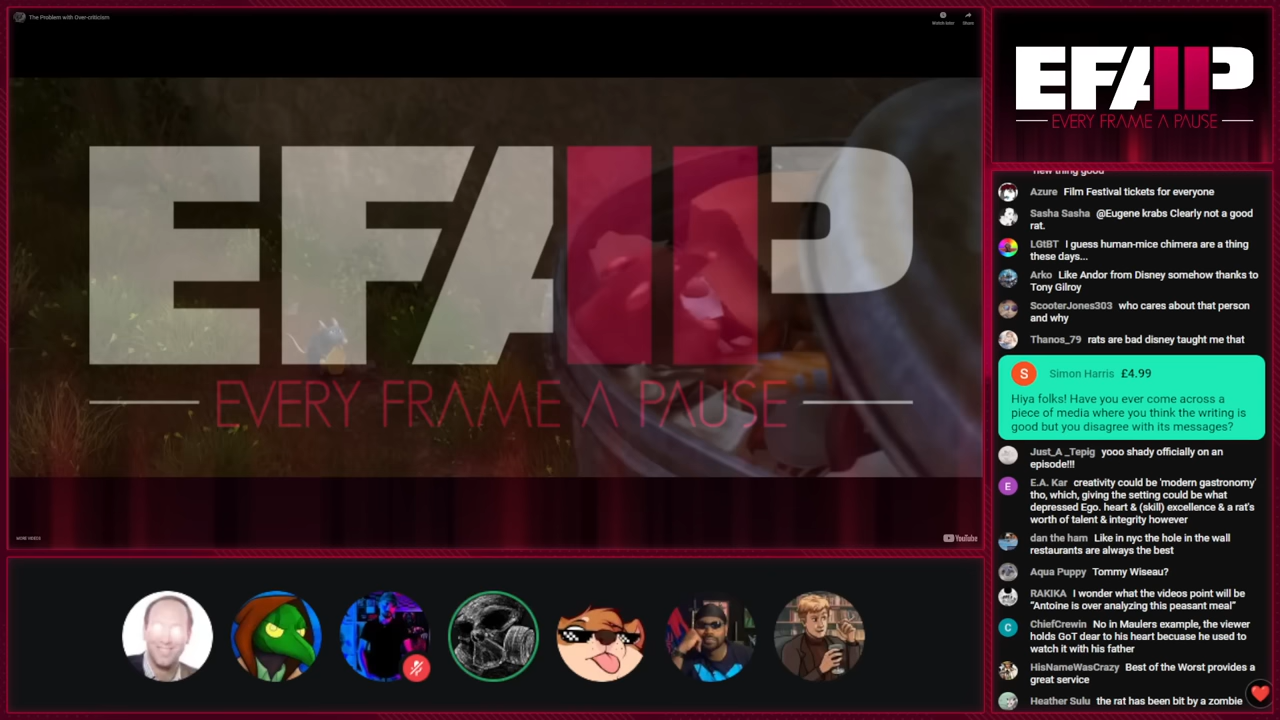 The Problem with Over-criticism
Watch later
Share
EFAP
EVERY FRAME A PAUSE
MORE VIDEOS
YouTube
EFAP
EVERY FRAME A PAUSE
new thing good
Azure Film Festival tickets for everyone
Sasha Sasha @Eugene krabs Clearly not a good
rat.
LGtBT I guess human-mice chimera are a thing
these days...
Arko Like Andor from Disney somehow thanks to
Tony Gilroy
ScooterJones303 who cares about that person
and why
Thanos_79 rats are bad disney taught me that
S Simon Harris £4.99
Hiya folks! Have you ever come across a
piece of media where you think the writing is
good but you disagree with its messages?
Just_A _Tepig yooo shady officially on an
episode!!!
E E.A. Kar creativity could be 'modern gastronomy'
tho, which, giving the setting could be what
depressed Ego. heart & (skill) excellence & a rat's
worth of talent & integrity however
dan the ham Like in nyc the hole in the wall
restaurants are always the best
Aqua Puppy Tommy Wiseau?
RAKIKA I wonder what the videos point will be
“Antoine is over analyzing this peasant meal”
C ChiefCrewin No in Maulers example, the viewer
holds GoT dear to his heart becuase he used to
watch it with his father
HisNameWasCrazy Best of the Worst provides a
great service
Heather Sulu the rat has been bit by a zombie